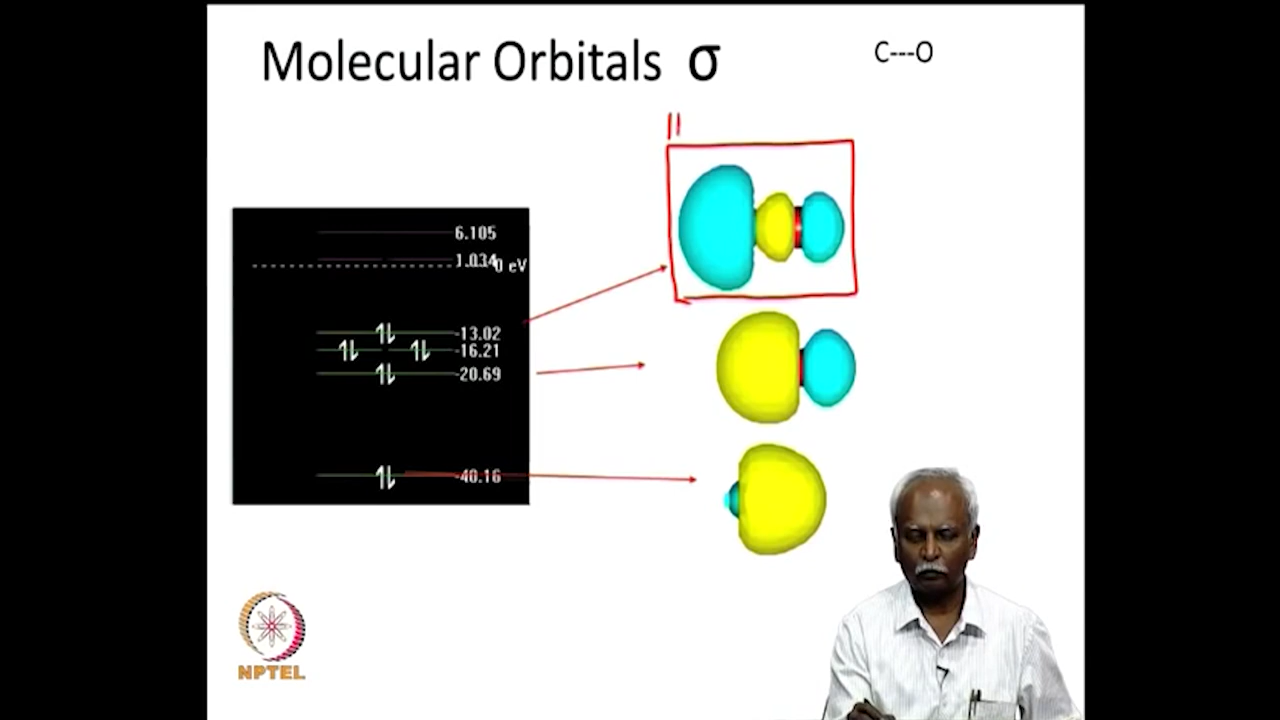 Molecular Orbitals σ
C---O
6.105
1.034
0 eV
-13.02
-16.21
-20.69
-40.16
NPTEL